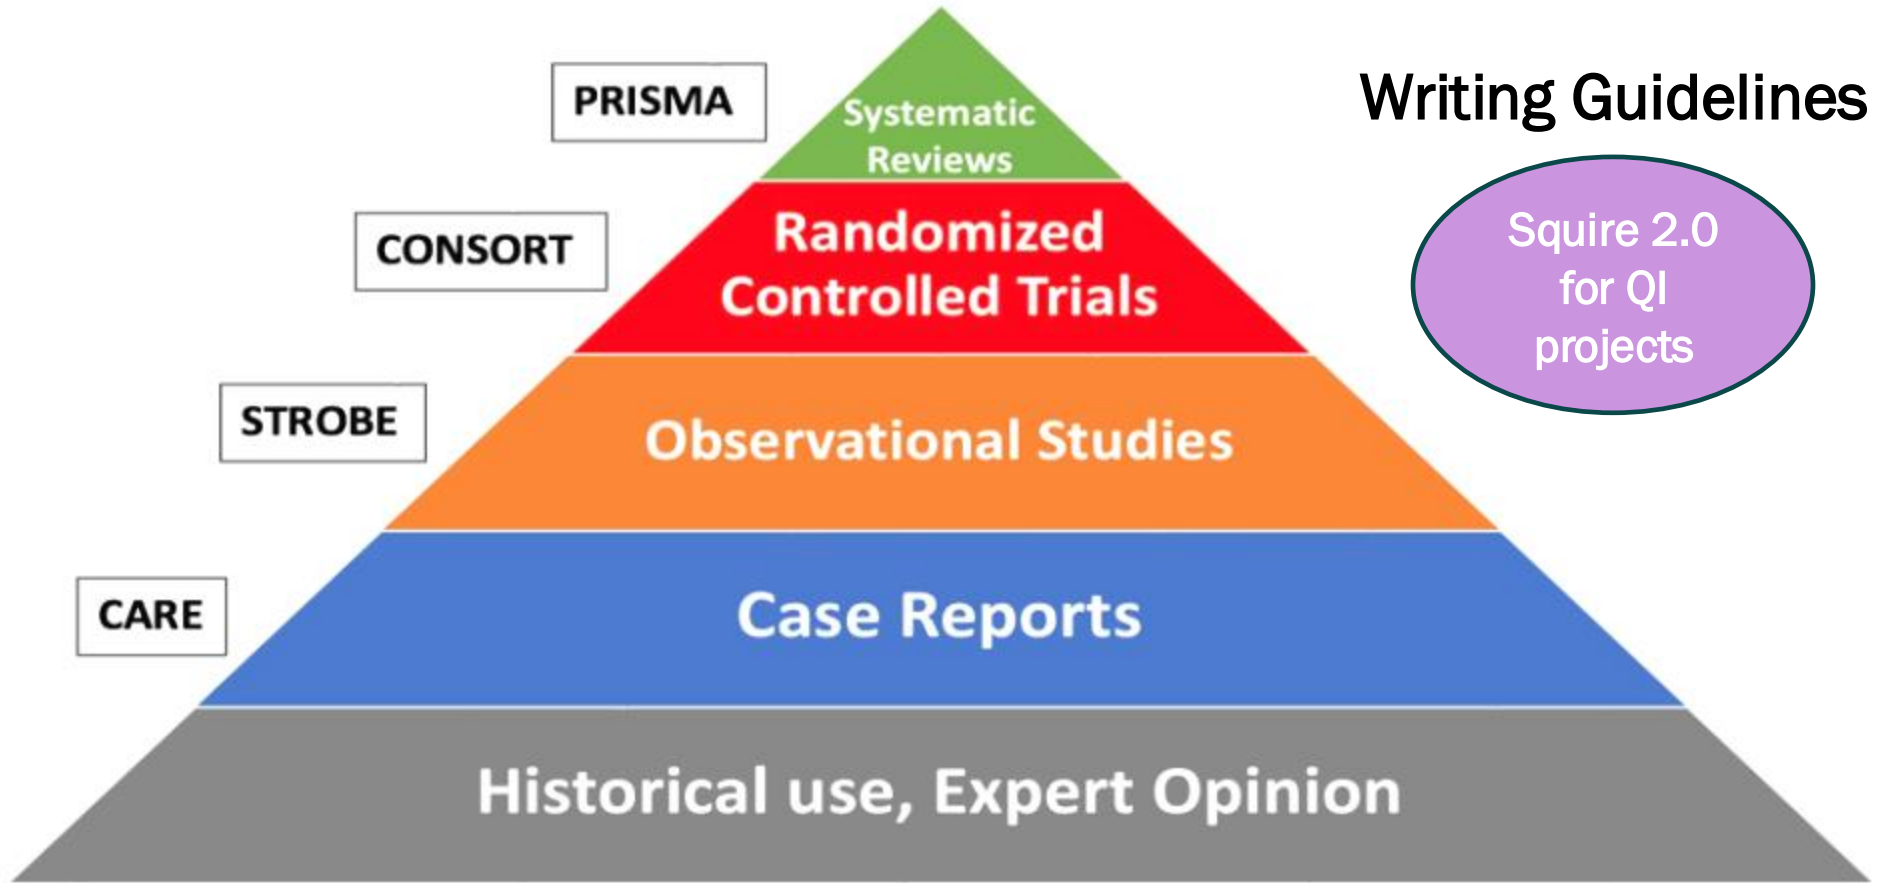 Writing Guidelines
PRISMA
Systematic
Reviews
Squire 2.0
for QI
projects
CONSORT
Randomized
Controlled Trials
STROBE
Observational Studies
CARE
Case Reports
Historical use, Expert Opinion